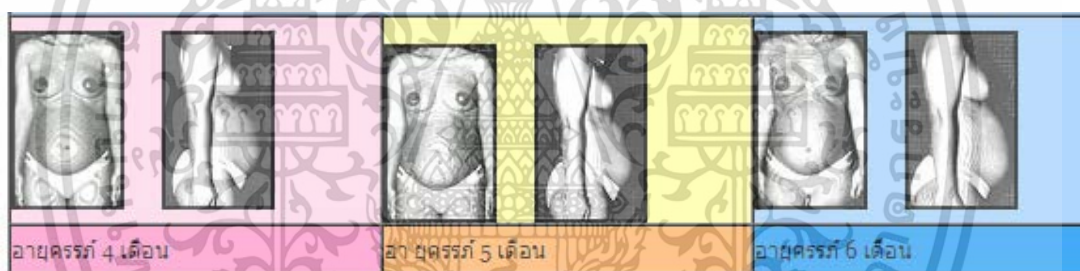 อายุครรภ์ 4 เดือน
อายุครรภ์ 5 เดือน
อายุครรภ์ 6 เดือน